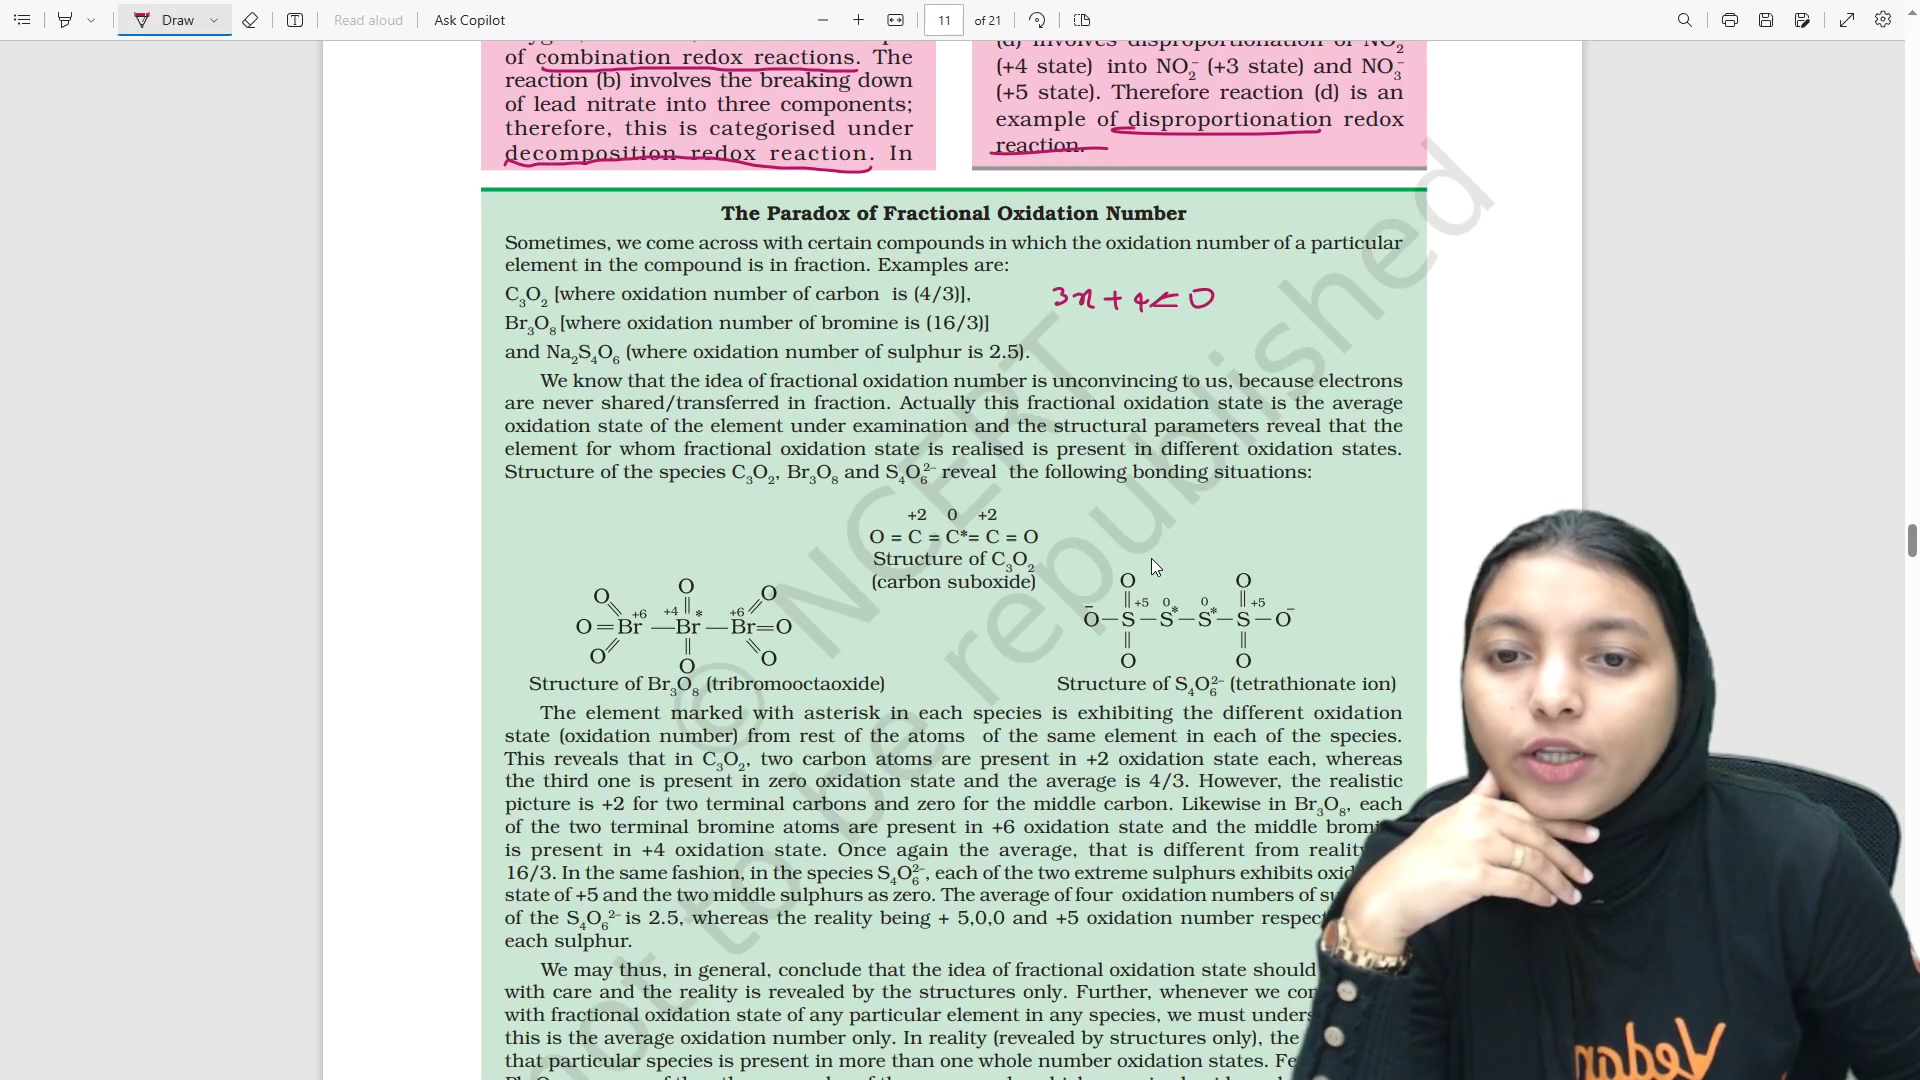 Draw
Read aloud
Ask Copilot
11
of 21
of combination redox reactions. The
reaction (b) involves the breaking down
of lead nitrate into three components;
therefore, this is categorised under
decomposition redox reaction. In
(d) involves disproportionation of NO₂
(+4 state) into NO₂⁻ (+3 state) and NO₃⁻
(+5 state). Therefore reaction (d) is an
example of disproportionation redox
reaction.
The Paradox of Fractional Oxidation Number
Sometimes, we come across with certain compounds in which the oxidation number of a particular
element in the compound is in fraction. Examples are:
C₃O₂ [where oxidation number of carbon is (4/3)],
Br₃O₈ [where oxidation number of bromine is (16/3)]
and Na₂S₄O₆ (where oxidation number of sulphur is 2.5).
We know that the idea of fractional oxidation number is unconvincing to us, because electrons
are never shared/transferred in fraction. Actually this fractional oxidation state is the average
oxidation state of the element under examination and the structural parameters reveal that the
element for whom fractional oxidation state is realised is present in different oxidation states.
Structure of the species C₃O₂, Br₃O₈ and S₄O₆²⁻ reveal the following bonding situations:
+2 0 +2
O = C = C*= C = O
Structure of C₃O₂
(carbon suboxide)
O O O
+6 +4 * +6
O=Br—Br—Br=O
O O O
Structure of Br₃O₈ (tribromooctaoxide)
O O
+5 0 0 +5
⁻O–S–S*–S*–S–O⁻
O O
Structure of S₄O₆²⁻ (tetrathionate ion)
The element marked with asterisk in each species is exhibiting the different oxidation
state (oxidation number) from rest of the atoms of the same element in each of the species.
This reveals that in C₃O₂, two carbon atoms are present in +2 oxidation state each, whereas
the third one is present in zero oxidation state and the average is 4/3. However, the realistic
picture is +2 for two terminal carbons and zero for the middle carbon. Likewise in Br₃O₈, each
of the two terminal bromine atoms are present in +6 oxidation state and the middle
is present in +4 oxidation state. Once again the average, that is different from
16/3. In the same fashion, in the species S₄O₆²⁻, each of the two extreme sulphurs exhibits
state of +5 and the two middle sulphurs as zero. The average of four oxidation numbers of
of the S₄O₆²⁻ is 2.5, whereas the reality being + 5,0,0 and +5 oxidation number
each sulphur.
We may thus, in general, conclude that the idea of fractional oxidation state should
with care and the reality is revealed by the structures only. Further, whenever we
with fractional oxidation state of any particular element in any species, we must
this is the average oxidation number only. In reality (revealed by structures only), the
that particular species is present in more than one whole number oxidation states.
© NCERT
not to be republished